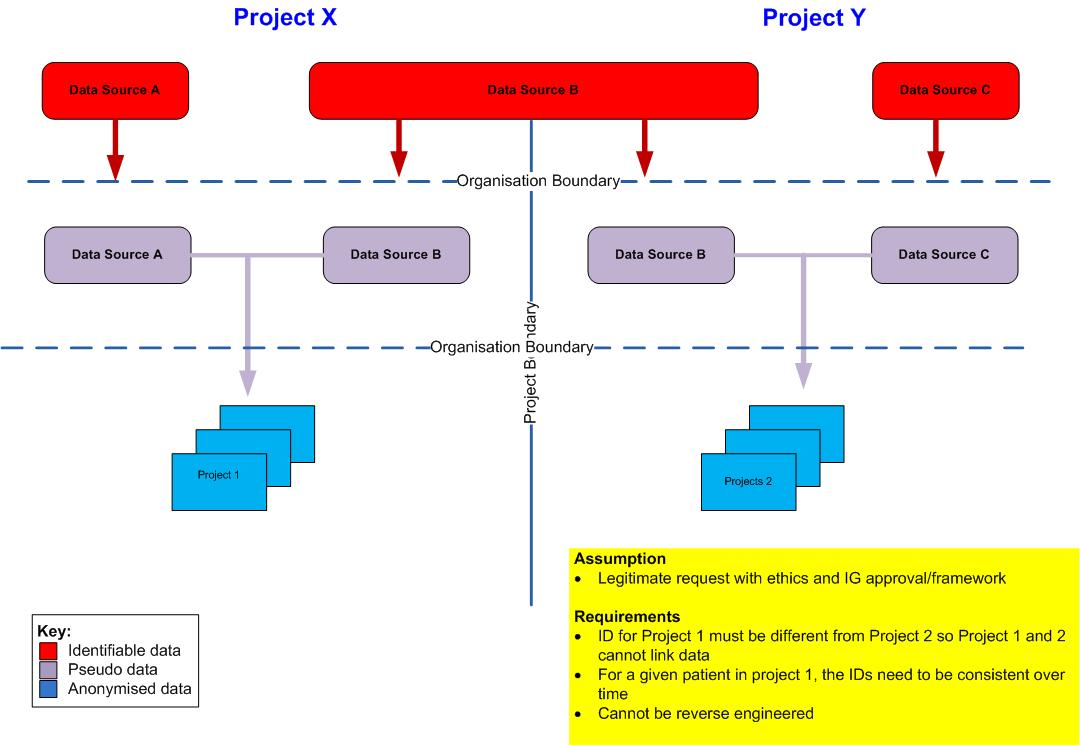 Project X
Project Y
Data Source A
Data Source B
Data Source C
Organisation Boundary
Data Source A
Data Source B
Data Source B
Data Source C
Project Boundary
Organisation Boundary
Project 1
Projects 2
Assumption
• Legitimate request with ethics and IG approval/framework
Requirements
• ID for Project 1 must be different from Project 2 so Project 1 and 2
cannot link data
• For a given patient in project 1, the IDs need to be consistent over
time
• Cannot be reverse engineered
Key:
Identifiable data
Pseudo data
Anonymised data